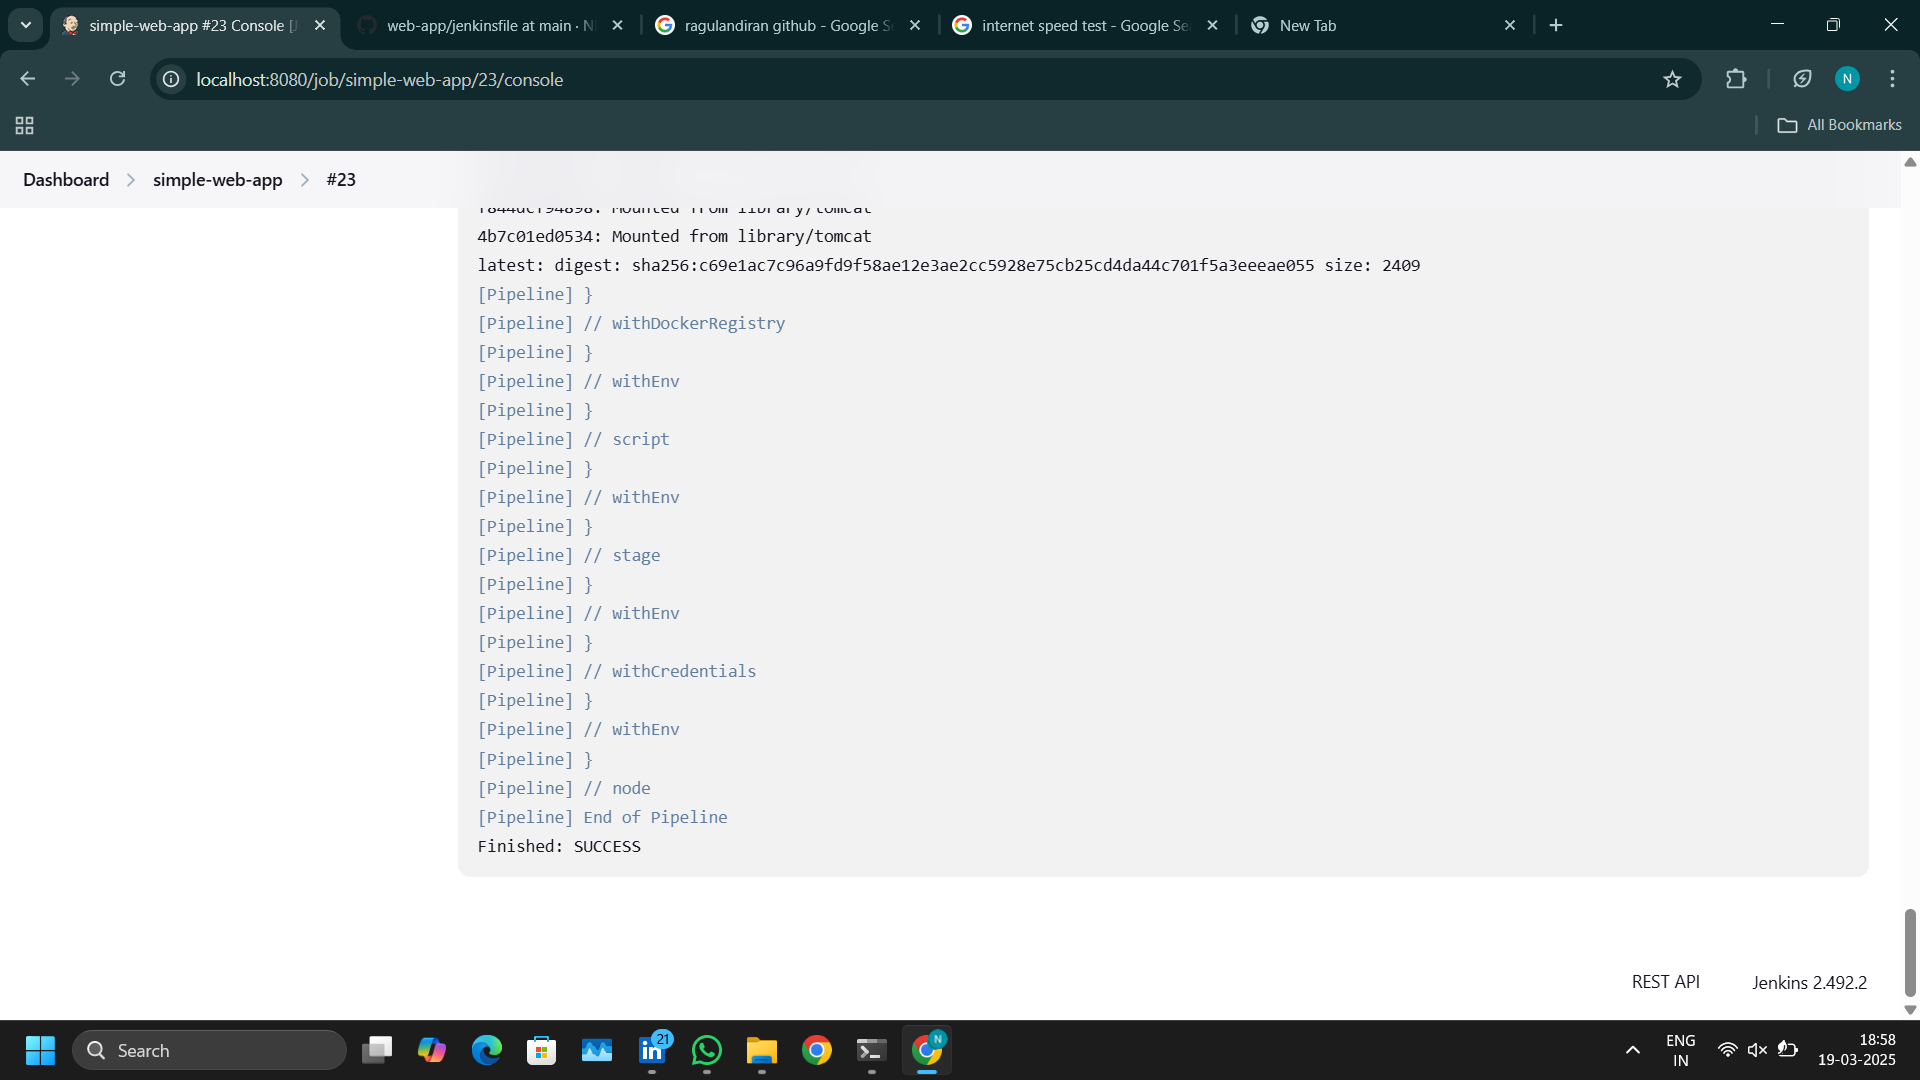 simple-web-app #23 Console [J
web-app/jenkinsfile at main · N
ragulandiran github - Google Se
internet speed test - Google Sea
New Tab
localhost:8080/job/simple-web-app/23/console
N
All Bookmarks
Dashboard
simple-web-app
#23
f844dcf94898: Mounted from library/tomcat
4b7c01ed0534: Mounted from library/tomcat
latest: digest: sha256:c69e1ac7c96a9fd9f58ae12e3ae2cc5928e75cb25cd4da44c701f5a3eeeae055 size: 2409
[Pipeline] }
[Pipeline] // withDockerRegistry
[Pipeline] }
[Pipeline] // withEnv
[Pipeline] }
[Pipeline] // script
[Pipeline] }
[Pipeline] // withEnv
[Pipeline] }
[Pipeline] // stage
[Pipeline] }
[Pipeline] // withEnv
[Pipeline] }
[Pipeline] // withCredentials
[Pipeline] }
[Pipeline] // withEnv
[Pipeline] }
[Pipeline] // node
[Pipeline] End of Pipeline
Finished: SUCCESS
REST API
Jenkins 2.492.2
Search
21
N
ENG
IN
18:58
19-03-2025